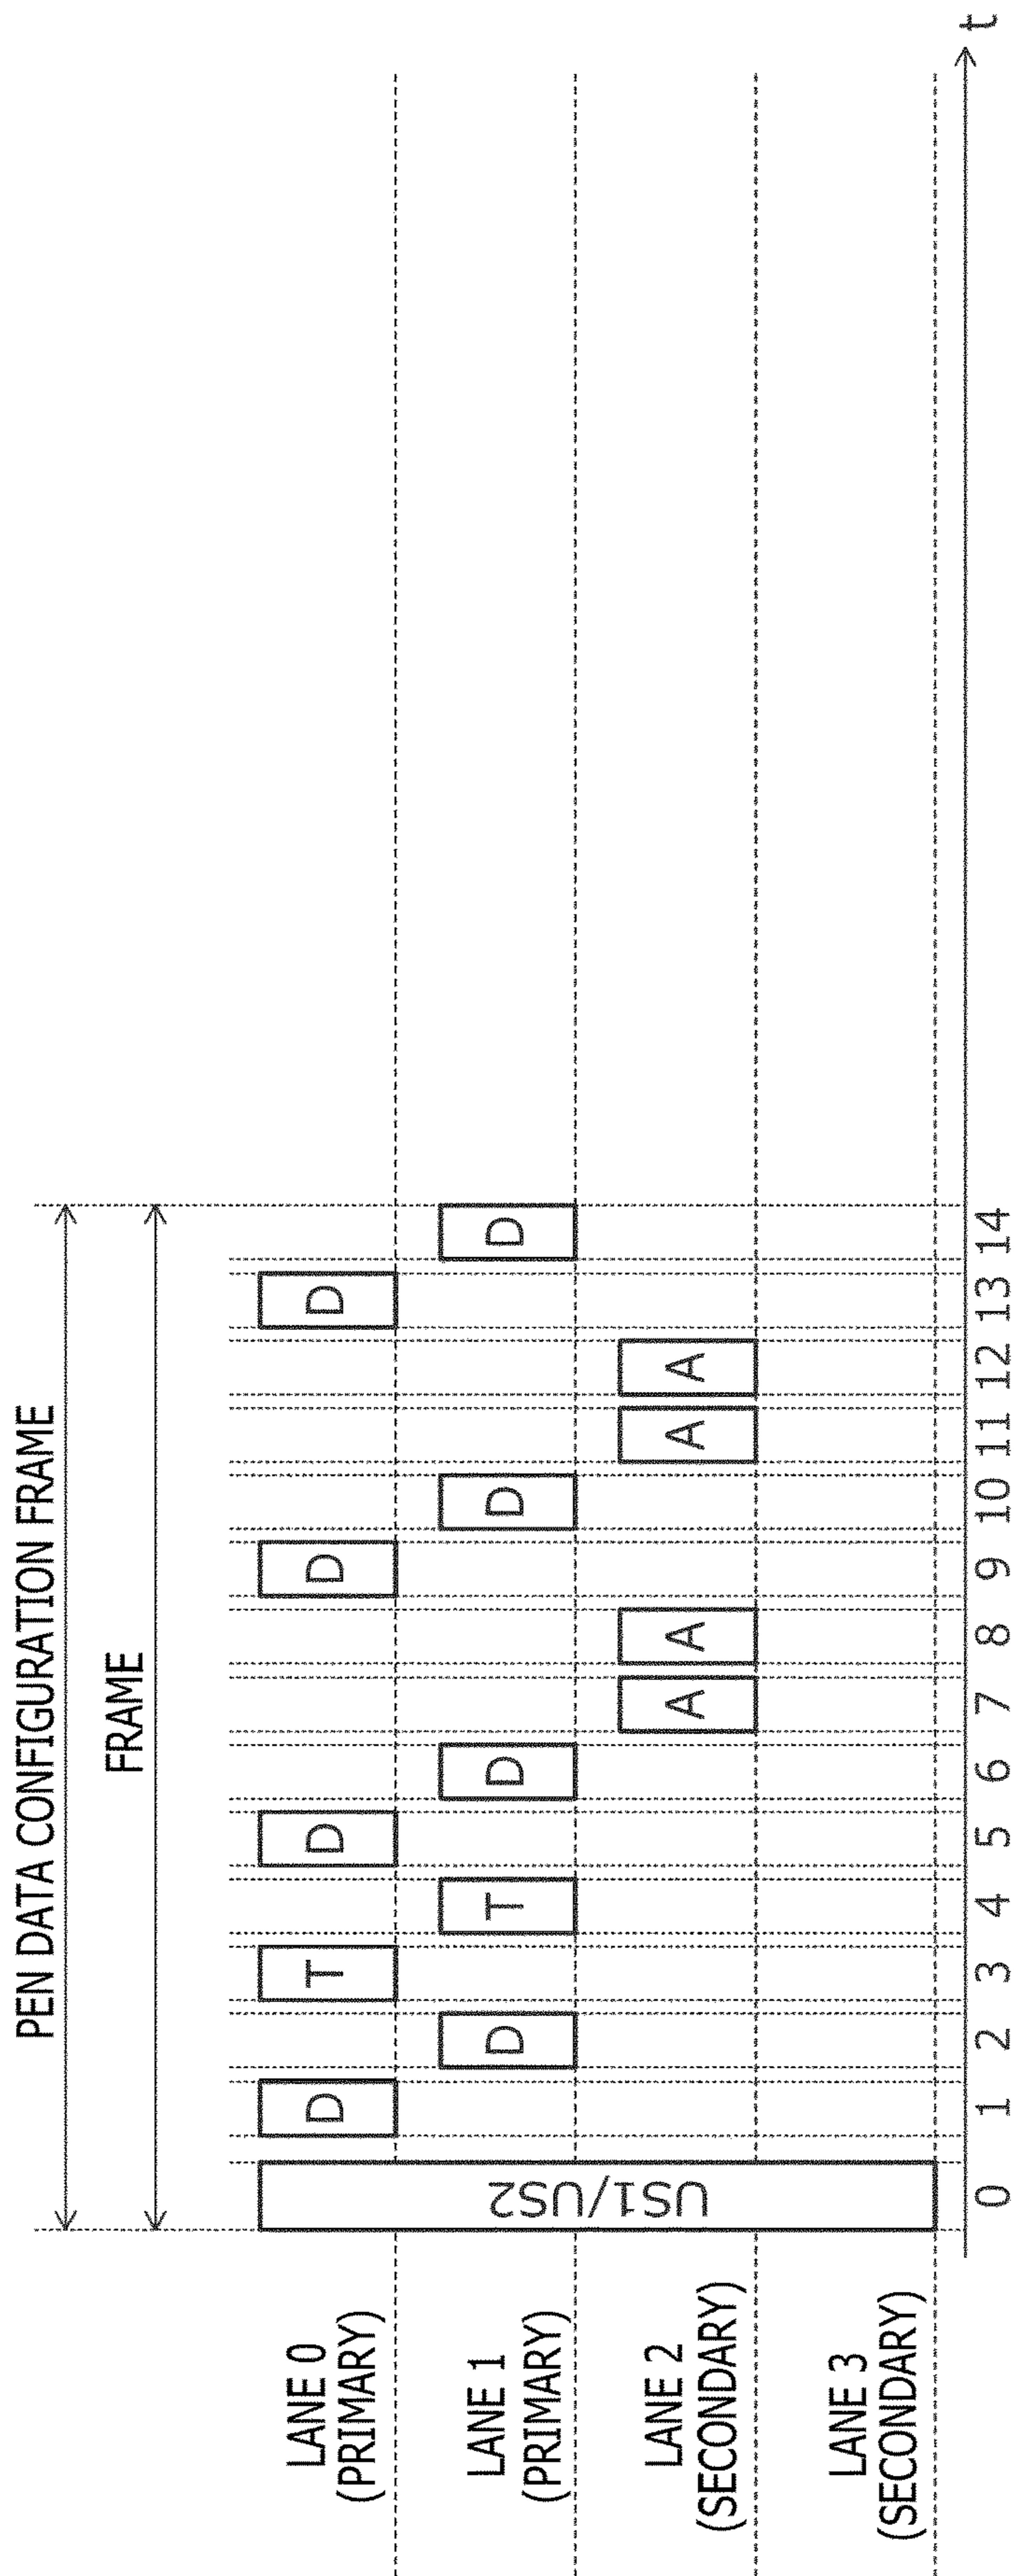 PEN DATA CONFIGURATION FRAME
FRAME
LANE 0
(PRIMARY)
D T D D D
LANE 1
(PRIMARY)
D T D D D
LANE 2
(SECONDARY)
A A A A
LANE 3
(SECONDARY)
US1/US2
0 1 2 3 4 5 6 7 8 9 10 11 12 13 14
t